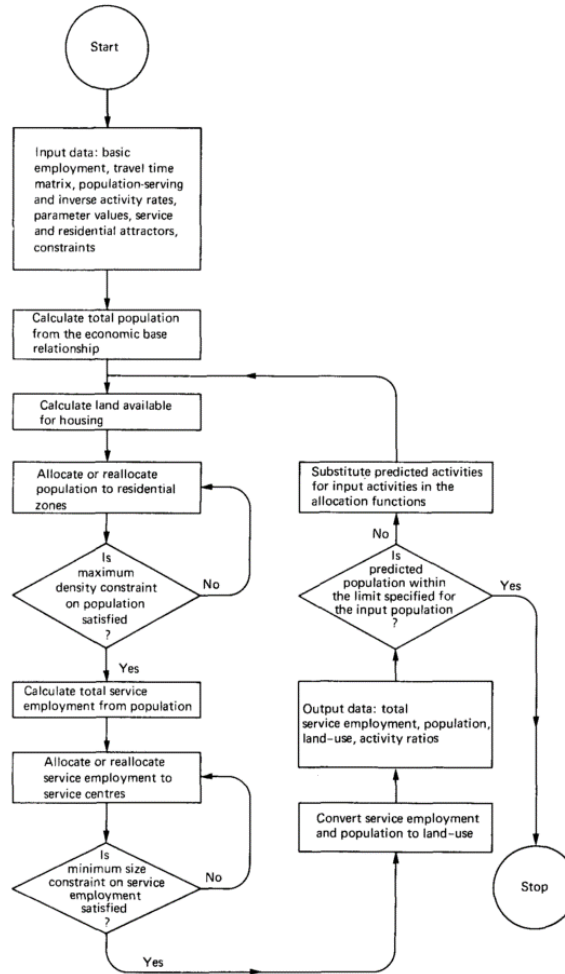 Start
Input data: basic
employment, travel time
matrix, population-serving
and inverse activity rates,
parameter values, service
and residential attractors,
constraints
Calculate total population
from the economic base
relationship
Calculate land available
for housing
Allocate or reallocate
population to residential
zones
Is
maximum
density constraint
on population
satisfied
?
No
Yes
Calculate total service
employment from population
Allocate or reallocate
service employment to
service centres
Is
minimum size
constraint on service
employment
satisfied
?
No
Yes
Convert service employment
and population to land-use
Output data: total
service employment, population,
land-use, activity ratios
Is
predicted
population within
the limit specified for
the input population
?
No
Yes
Substitute predicted activities
for input activities in the
allocation functions
Stop